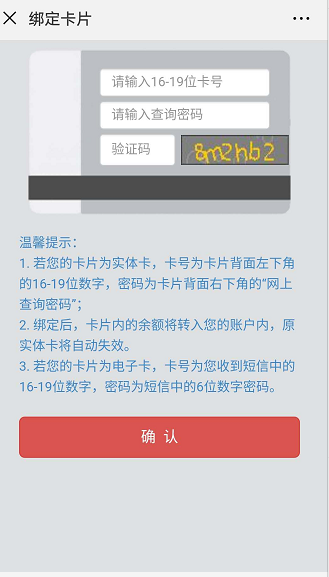 绑定卡片
请输入16-19位卡号
请输入查询密码
验证码 8m2hb2
温馨提示：
1. 若您的卡片为实体卡，卡号为卡片背面左下角
的16-19位数字，密码为卡片背面右下角的“网上
查询密码”；
2. 绑定后，卡片内的余额将转入您的账户内，原
实体卡将自动失效。
3. 若您的卡片为电子卡，卡号为您收到短信中的
16-19位数字，密码为短信中的6位数字密码。
确 认